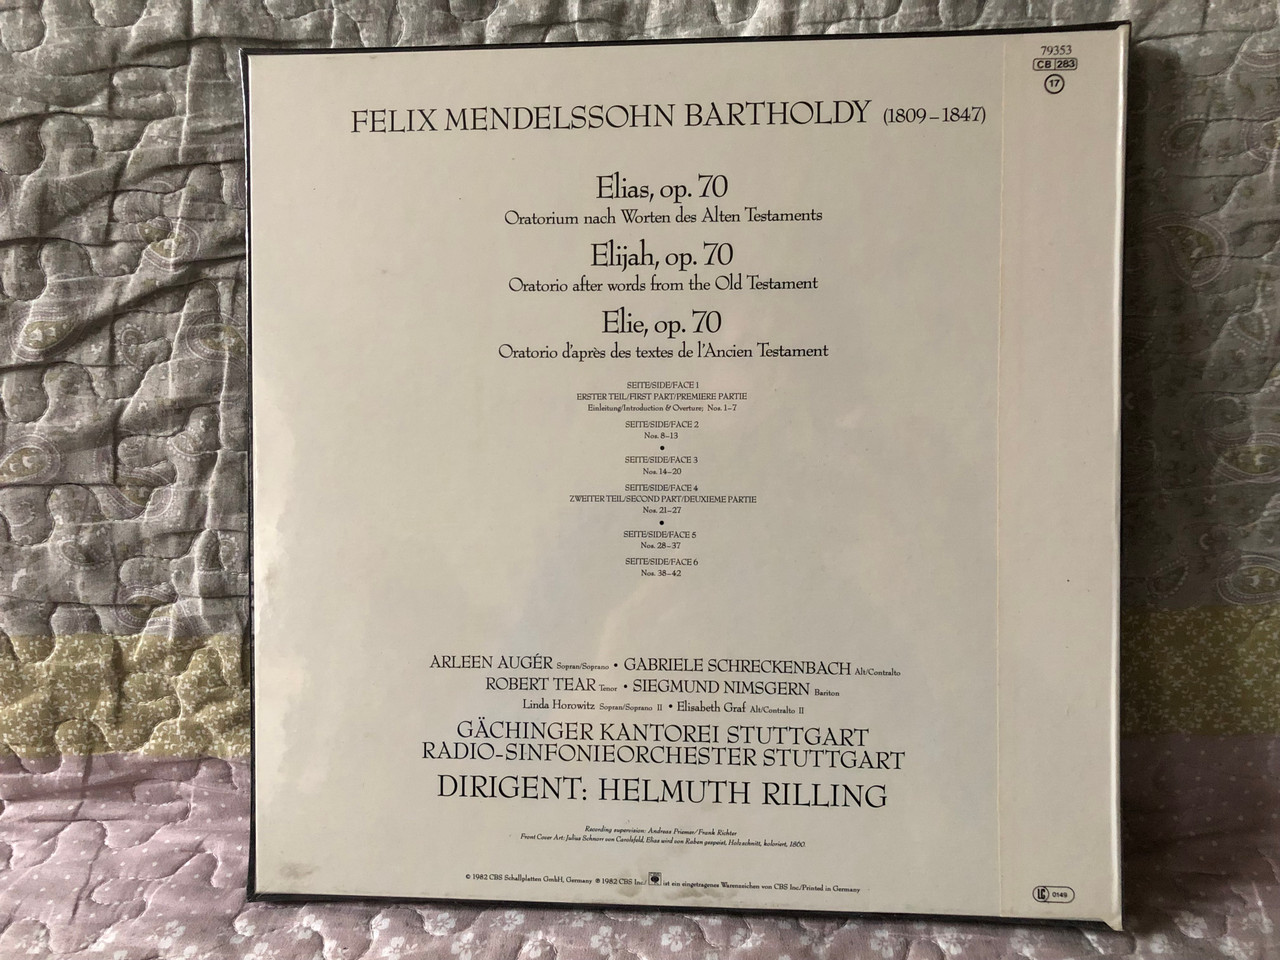 79353
CB 283
17
FELIX MENDELSSOHN BARTHOLDY (1809–1847)
Elias, op. 70
Oratorium nach Worten des Alten Testaments
Elijah, op. 70
Oratorio after words from the Old Testament
Elie, op. 70
Oratorio d'après des textes de l'Ancien Testament
SEITE/SIDE/FACE 1
ERSTER TEIL/FIRST PART/PREMIERE PARTIE
Einleitung/Introduction & Overture; Nos. 1–7
SEITE/SIDE/FACE 2
Nos. 8–13
•
SEITE/SIDE/FACE 3
Nos. 14–20
SEITE/SIDE/FACE 4
ZWEITER TEIL/SECOND PART/DEUXIEME PARTIE
Nos. 21–27
•
SEITE/SIDE/FACE 5
Nos. 28–37
SEITE/SIDE/FACE 6
Nos. 38–42
ARLEEN AUGÉR Sopran/Soprano • GABRIELE SCHRECKENBACH Alt/Contralto
ROBERT TEAR Tenor • SIEGMUND NIMSGERN Bariton
Linda Horowitz Sopran/Soprano II • Elisabeth Graf Alt/Contralto II
GÄCHINGER KANTOREI STUTTGART
RADIO-SINFONIEORCHESTER STUTTGART
DIRIGENT: HELMUTH RILLING
Recording supervision: Andreas Priemer/Frank Richter
Front Cover Art: Julius Schnorr von Carolsfeld, Elias wird von Raben gespeist, Holzschnitt, koloriert, 1860.
© 1982 CBS Schallplatten GmbH, Germany ℗ 1982 CBS Inc./ ist ein eingetragenes Warenzeichen von CBS Inc./Printed in Germany
LC 0149